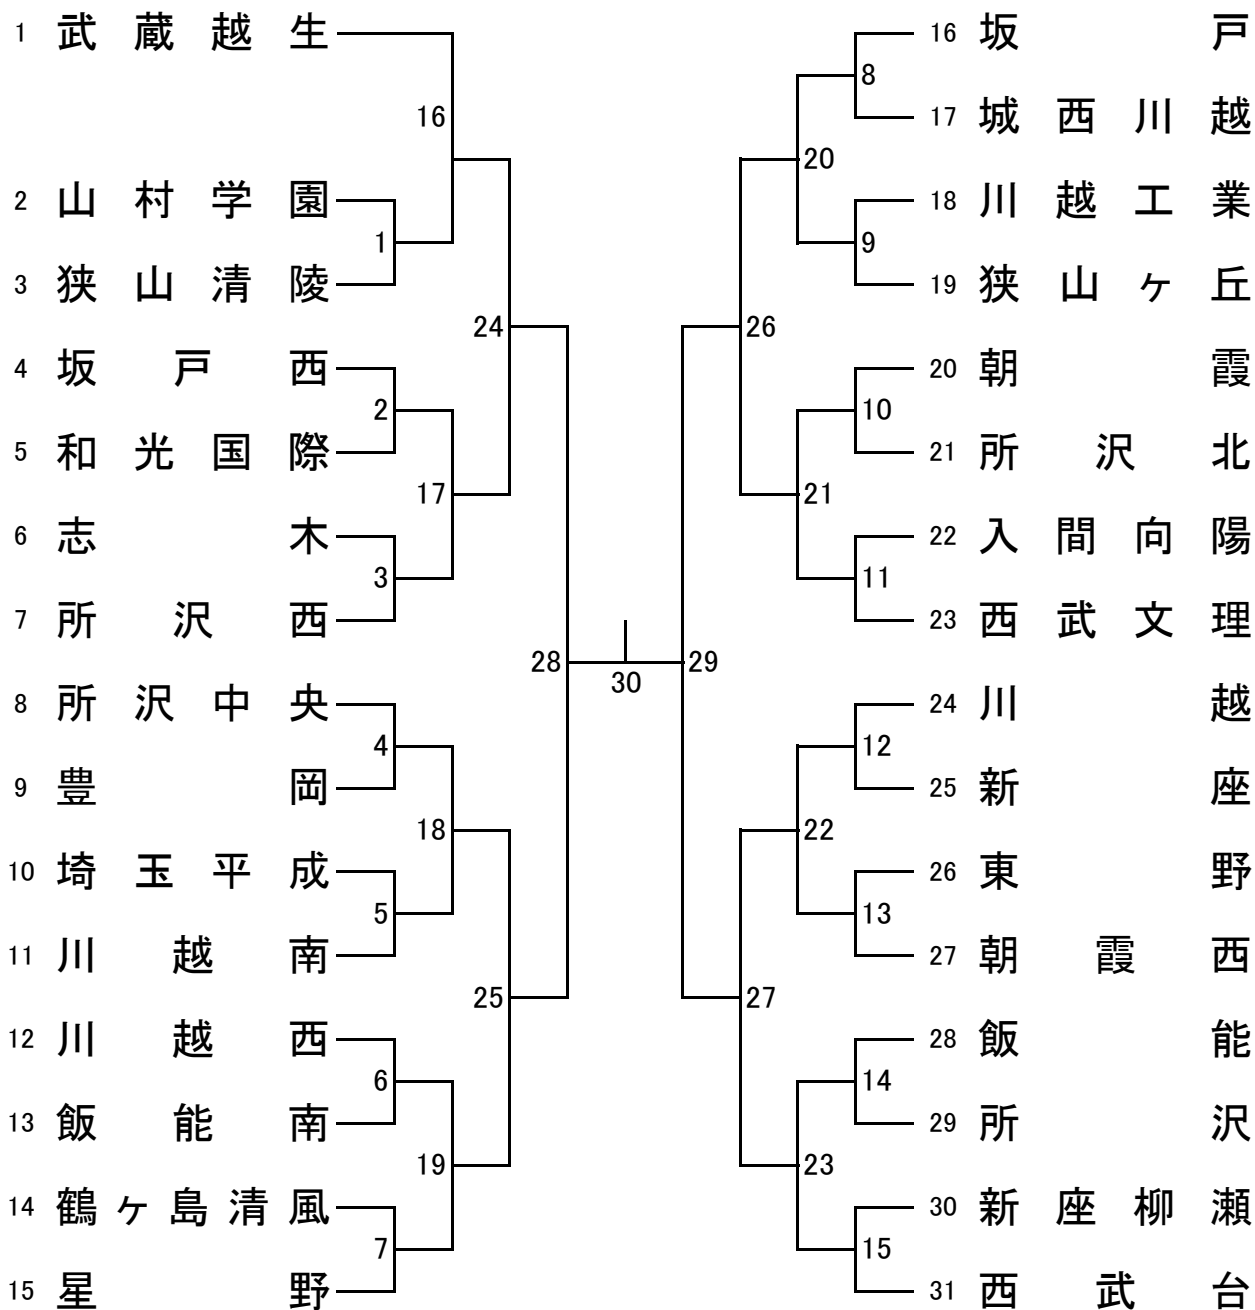 1 武蔵越生
16
2 山村学園
1
3 狭山清陵
24
4 坂戸西
2
5 和光国際
17
6 志木
3
7 所沢西
28
8 所沢中央
4
9 豊岡
18
10 埼玉平成
5
11 川越南
25
12 川越西
6
13 飯能南
19
14 鶴ヶ島清風
7
15 星野
30
16 坂戸
8
17 城西川越
20
18 川越工業
9
19 狭山ヶ丘
26
20 朝霞
10
21 所沢北
21
22 入間向陽
11
23 西武文理
29
24 川越
12
25 新座
22
26 東野
13
27 朝霞西
27
28 飯能
14
29 所沢
23
30 新座柳瀬
15
31 西武台